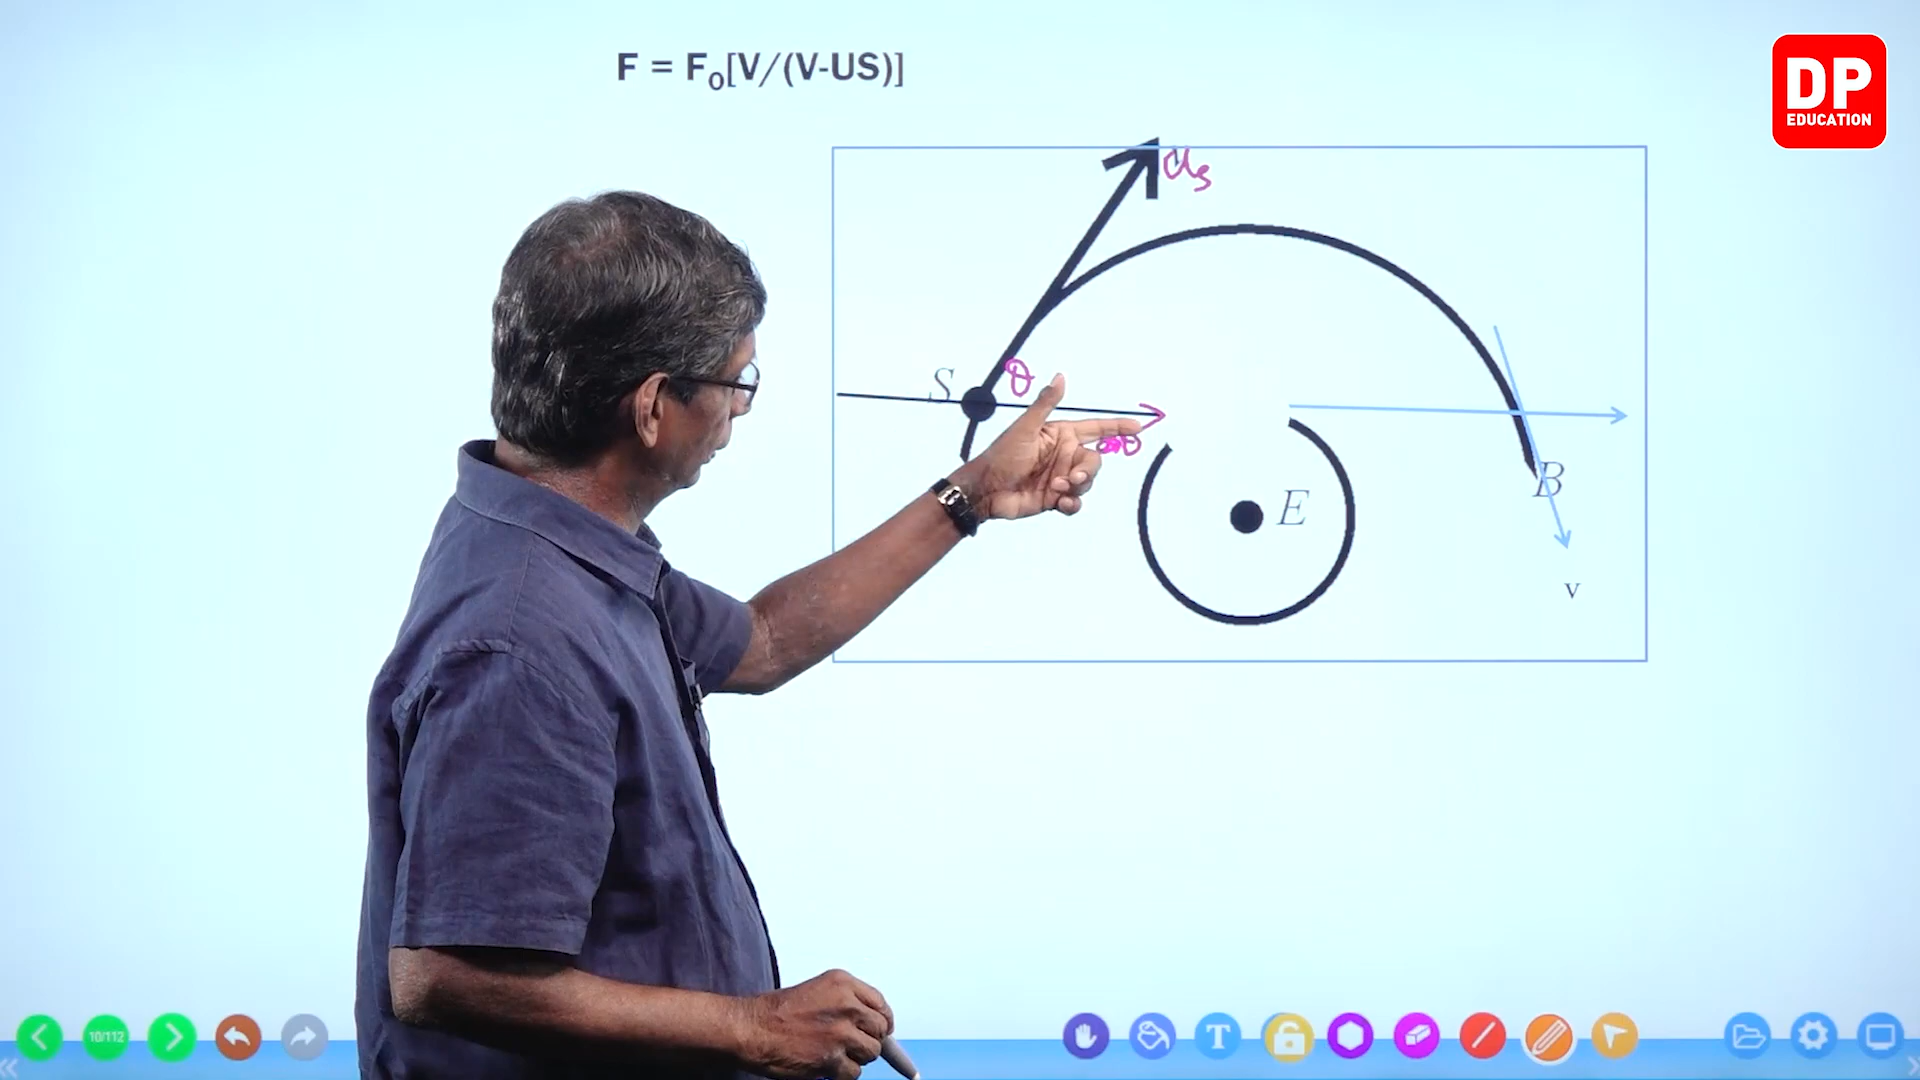 F = F₀[V/(V-US)]
DP
EDUCATION
us
S
θ
E
B
v
10/112
T